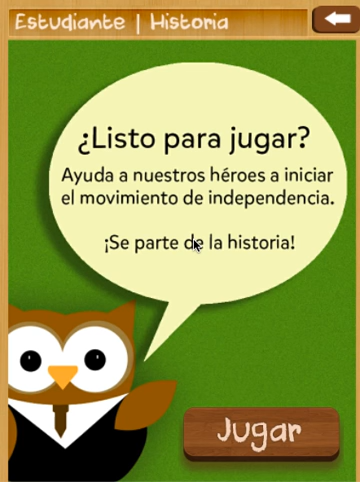 Estudiante | Historia
¿Listo para jugar?
Ayuda a nuestros héroes a iniciar
el movimiento de independencia.
¡Se parte de la historia!
Jugar